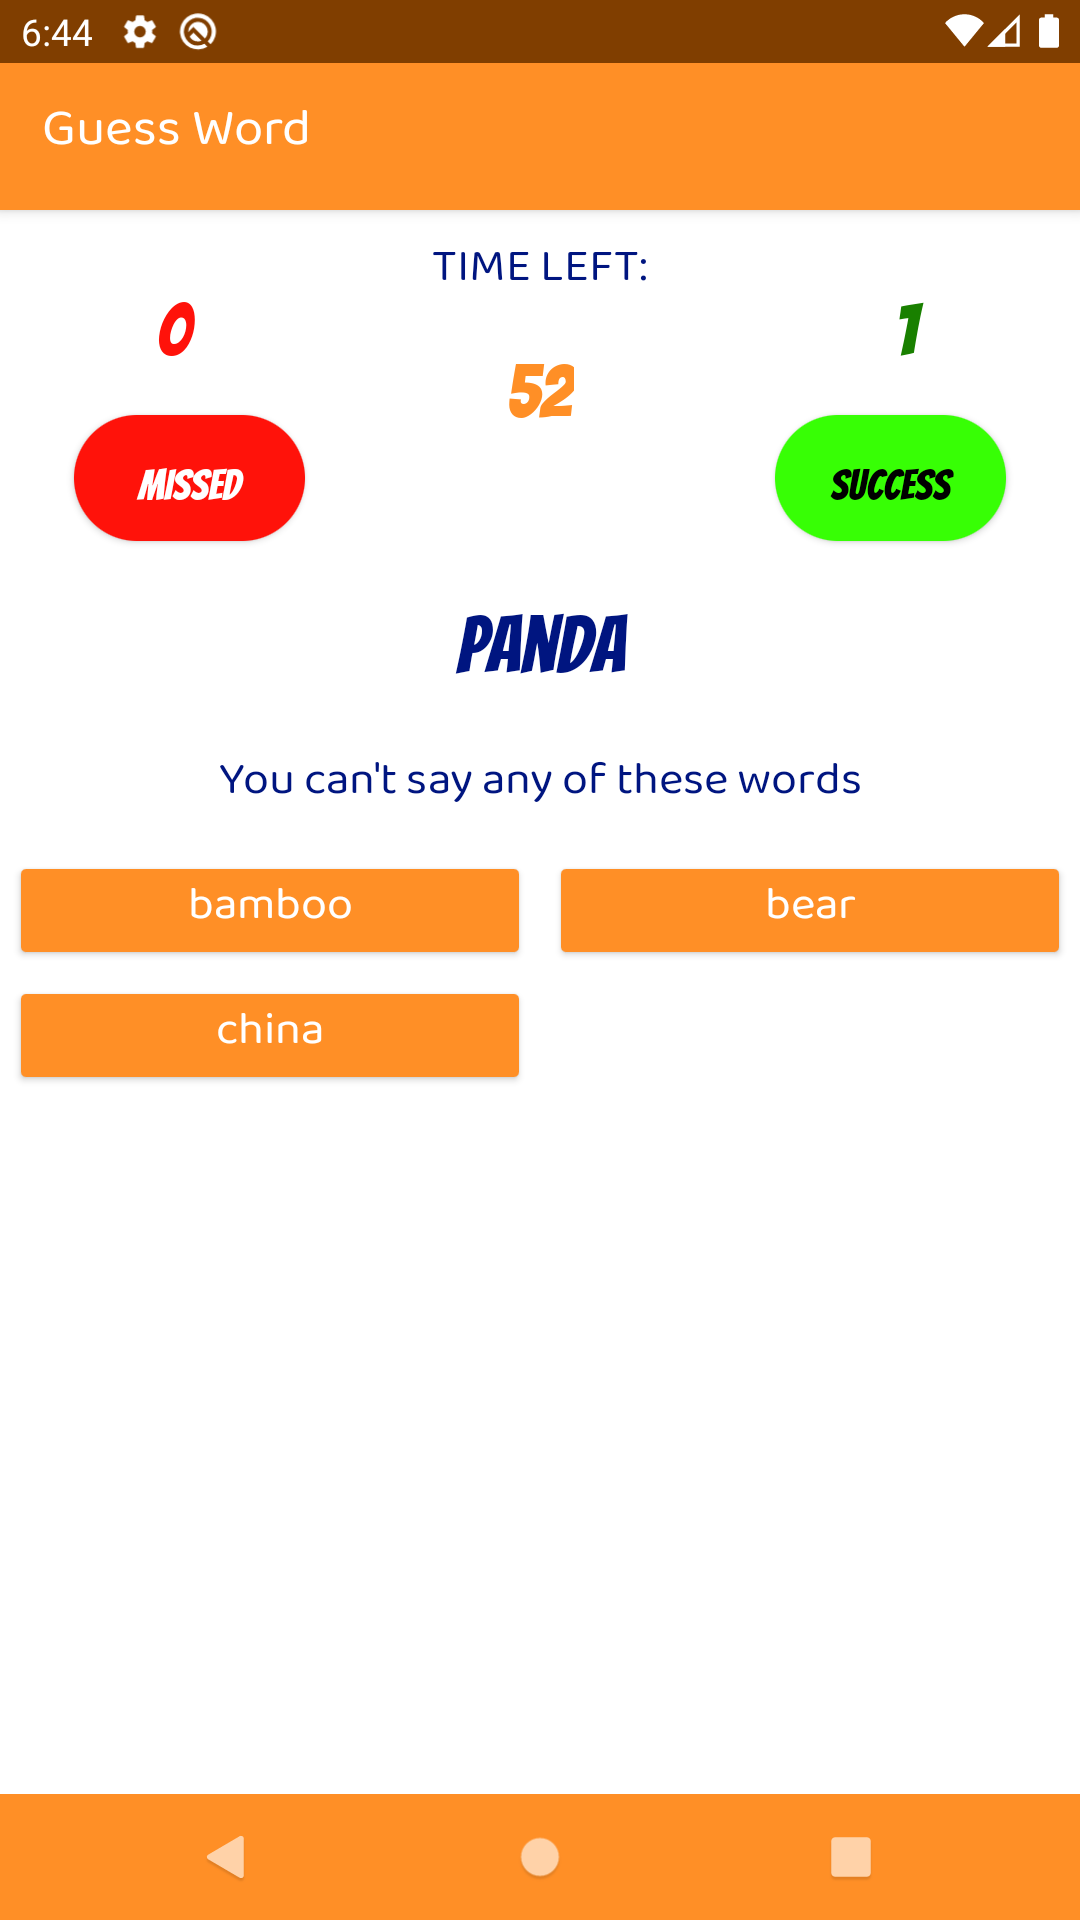 6:44
Guess Word
TIME LEFT:
0
1
52
MISSED
SUCCESS
PANDA
You can't say any of these words
bamboo
bear
china